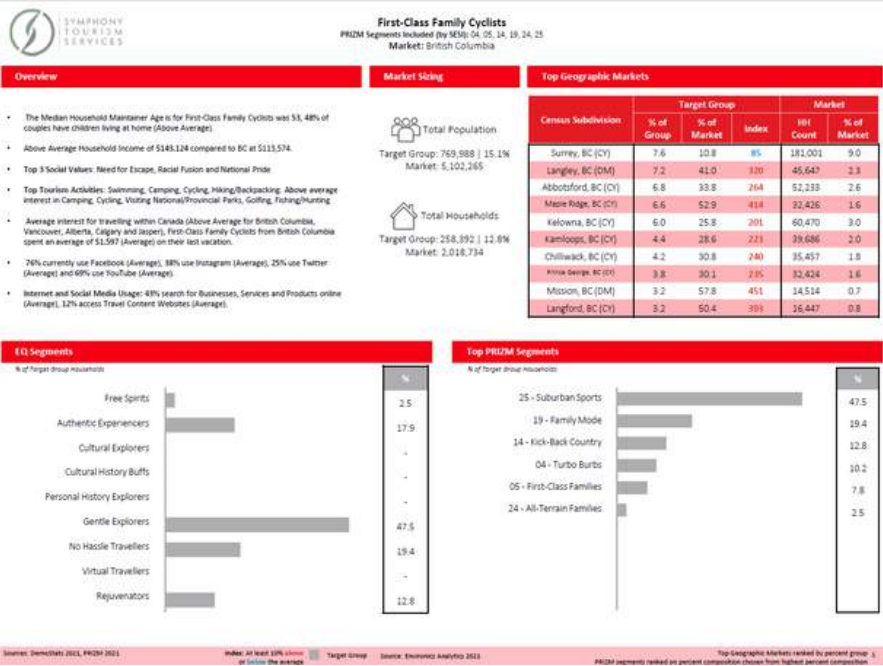 SYMPHONY
TOURISM
SERVICES
First-Class Family Cyclists
PRIZM Segments Included (by SESI): 04, 05, 14, 19, 24, 25
Market: British Columbia
Overview
The Median Household Maintainer Age is for First-Class Family Cyclists was 53, 48% of
couples have children living at home (Above Average).
Above Average Household Income of $143,124 compared to BC at $113,574.
Top 3 Social Values: Need for Escape, Racial Fusion and National Pride
Top Tourism Activities: Swimming, Camping, Cycling, Hiking/Backpacking. Above average
interest in Camping, Cycling, Visiting National/Provincial Parks, Golfing, Fishing/Hunting
Average interest for travelling within Canada (Above Average for British Columbia,
Vancouver, Alberta, Calgary and Jasper), First-Class Family Cyclists from British Columbia
spent an average of $1,597 (Average) on their last vacation.
76% currently use Facebook (Average), 38% use Instagram (Average), 25% use Twitter
(Average) and 69% use YouTube (Average).
Internet and Social Media Usage: 43% search for Businesses, Services and Products online
(Average), 12% access Travel Content Websites (Average).
Market Sizing
Total Population
Target Group: 769,988 | 15.1%
Market: 5,102,265
Total Households
Target Group: 258,392 | 12.8%
Market: 2,018,734
Top Geographic Markets
Target Group Market
Census Subdivision % of Group % of Market Index HH Count % of Market
Surrey, BC (CY) 7.6 10.8 85 181,001 9.0
Langley, BC (DM) 7.2 41.0 320 45,647 2.3
Abbotsford, BC (CY) 6.8 33.8 264 52,233 2.6
Maple Ridge, BC (CY) 6.6 52.9 414 32,426 1.6
Kelowna, BC (CY) 6.0 25.8 201 60,470 3.0
Kamloops, BC (CY) 4.4 28.6 223 39,686 2.0
Chilliwack, BC (CY) 4.2 30.8 240 35,457 1.8
Prince George, BC (CY) 3.8 30.1 235 32,424 1.6
Mission, BC (DM) 3.2 57.8 451 14,514 0.7
Langford, BC (CY) 3.2 50.4 393 16,447 0.8
EQ Segments
% of Target Group Households
%
Free Spirits 2.5
Authentic Experiencers 17.9
Cultural Explorers -
Cultural History Buffs -
Personal History Explorers -
Gentle Explorers 47.5
No Hassle Travellers 19.4
Virtual Travellers -
Rejuvenators 12.8
Top PRIZM Segments
% of Target Group Households
%
25 - Suburban Sports 47.5
19 - Family Mode 19.4
14 - Kick-Back Country 12.8
04 - Turbo Burbs 10.2
05 - First-Class Families 7.8
24 - All-Terrain Families 2.5
Sources: DemoStats 2021, PRIZM 2021
Index: At least 10% above
or below the average
Target Group
Source: Environics Analytics 2021
Top Geographic Markets ranked by percent group 1
PRIZM segments ranked on percent composition chosen from highest percent composition